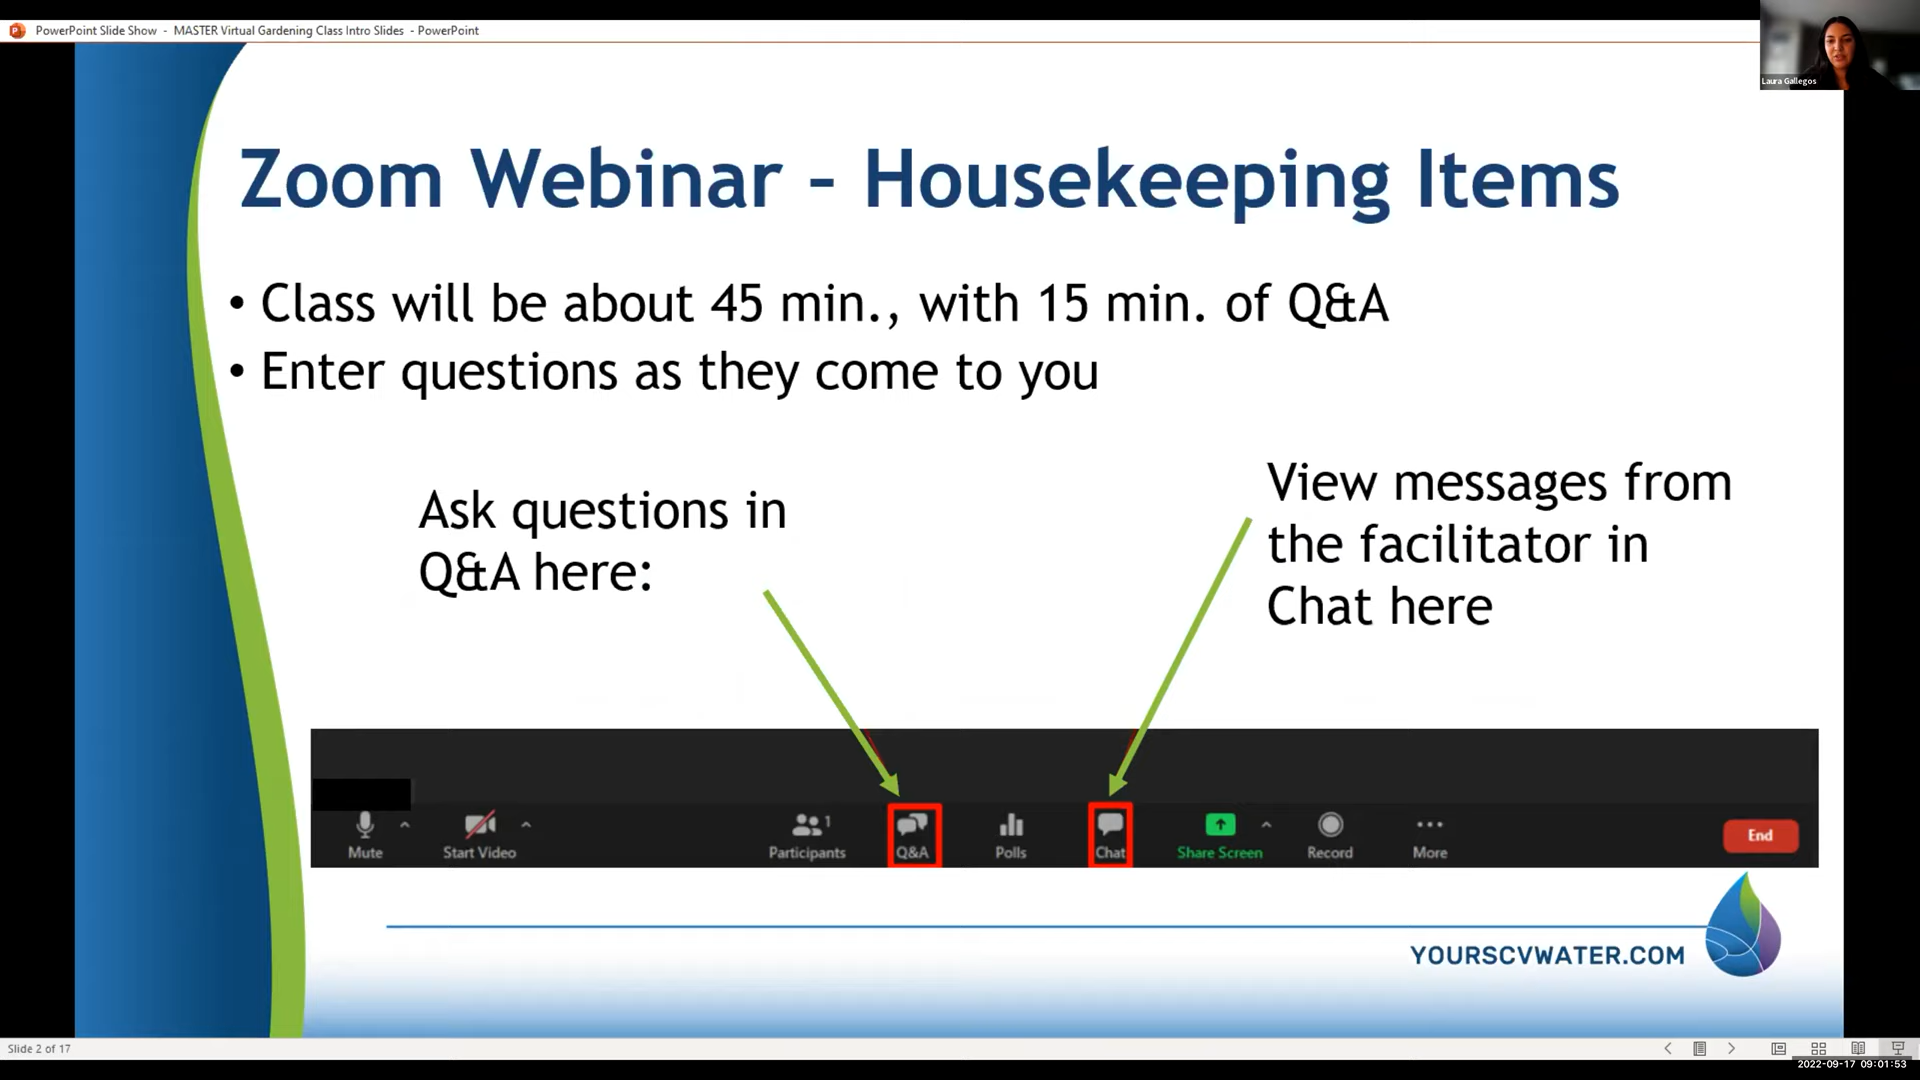 PowerPoint Slide Show - MASTER Virtual Gardening Class Intro Slides - PowerPoint
Laura Gallegos
Zoom Webinar – Housekeeping Items
• Class will be about 45 min., with 15 min. of Q&A
• Enter questions as they come to you
Ask questions in
Q&A here:
View messages from
the facilitator in
Chat here
Mute
Start Video
1
Participants
Q&A
Polls
Chat
Share Screen
Record
More
End
YOURSCVWATER.COM
Slide 2 of 17
2022-09-17 09:01:53